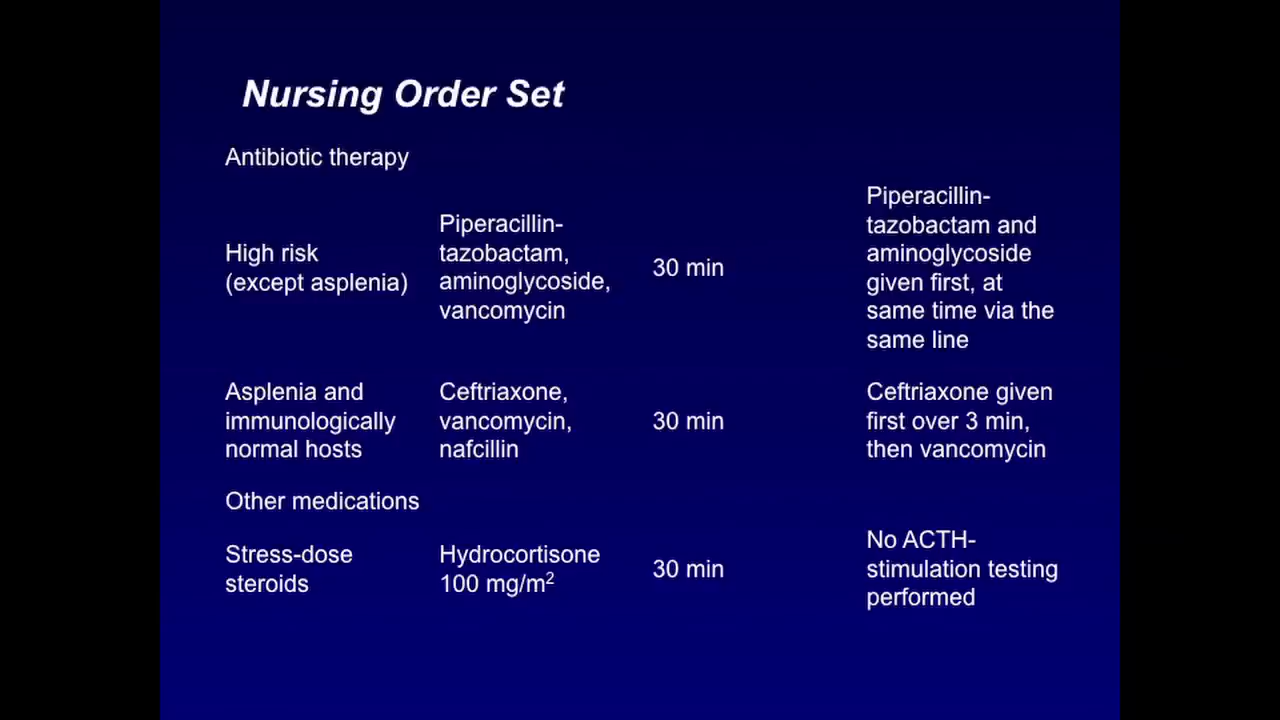 Nursing Order Set
Antibiotic therapy
High risk
(except asplenia)
Piperacillin-
tazobactam,
aminoglycoside,
vancomycin
30 min
Piperacillin-
tazobactam and
aminoglycoside
given first, at
same time via the
same line
Asplenia and
immunologically
normal hosts
Ceftriaxone,
vancomycin,
nafcillin
30 min
Ceftriaxone given
first over 3 min,
then vancomycin
Other medications
Stress-dose
steroids
Hydrocortisone
100 mg/m²
30 min
No ACTH-
stimulation testing
performed